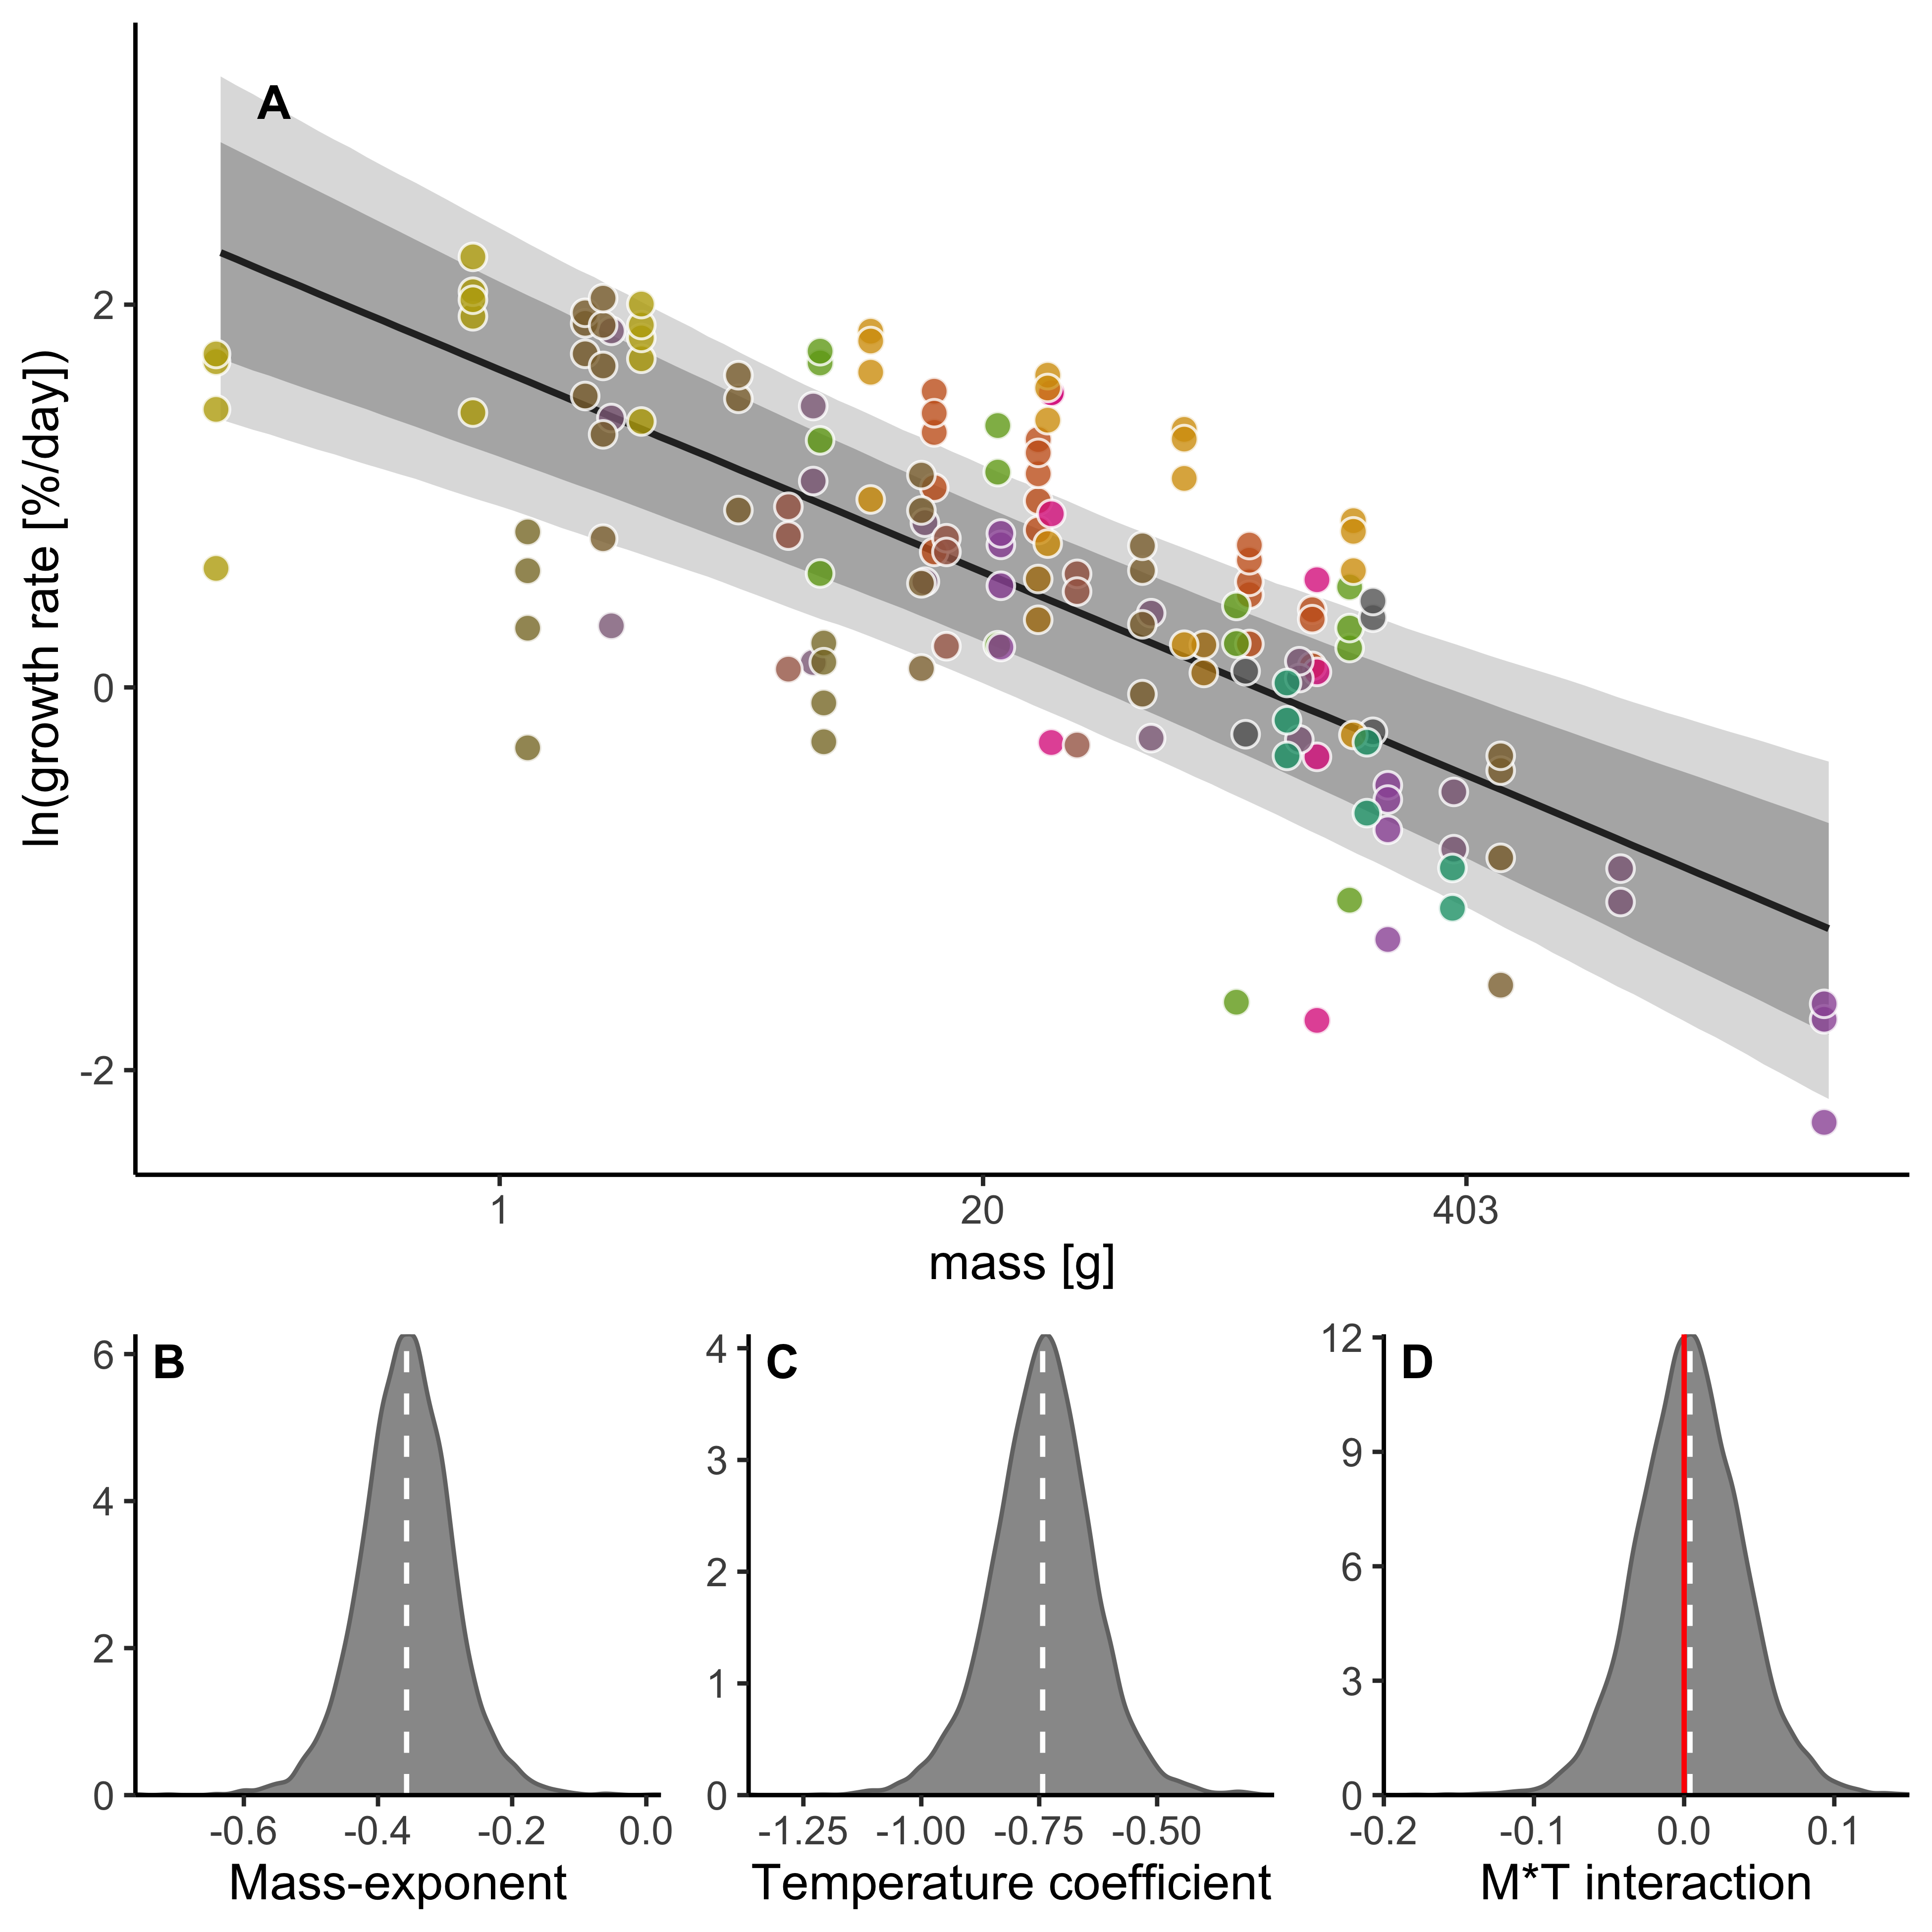 A
ln(growth rate [%/day])
2
0
-2
1 20 403
mass [g]
B
6
4
2
0
-0.6 -0.4 -0.2 0.0
Mass-exponent
C
4
3
2
1
0
-1.25 -1.00 -0.75 -0.50
Temperature coefficient
D
12
9
6
3
0
-0.2 -0.1 0.0 0.1
M*T interaction